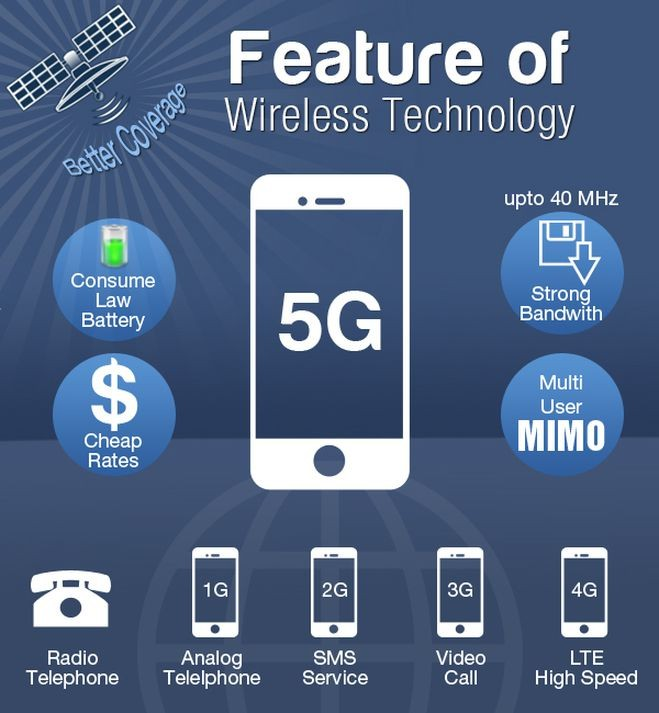 Feature of
Wireless Technology
Better Coverage
upto 40 MHz
Consume
Law
Battery
5G
Strong
Bandwith
$
Cheap
Rates
Multi
User
MIMO
1G
2G
3G
4G
Radio
Telephone
Analog
Telelphone
SMS
Service
Video
Call
LTE
High Speed